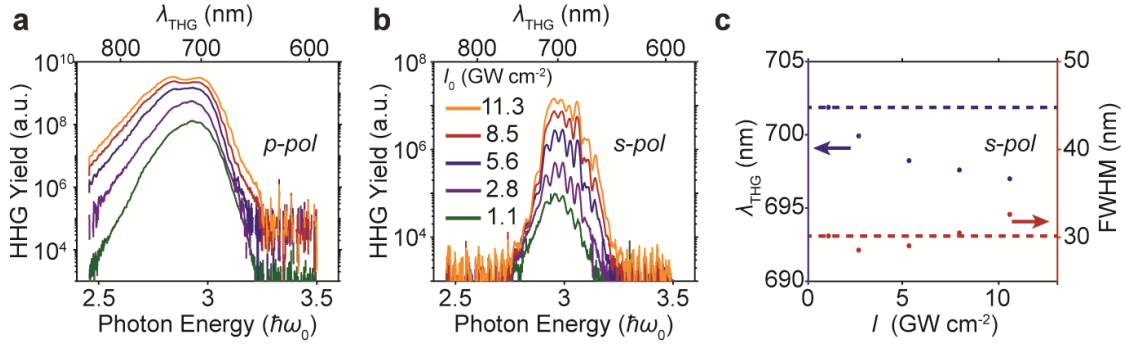 a
λTHG (nm)
800 700 600
HHG Yield (a.u.)
10^10
10^8
10^6
10^4
p-pol
2.5 3 3.5
Photon Energy (ħω0)
b
λTHG (nm)
800 700 600
HHG Yield (a.u.)
10^8
10^6
10^4
I0 (GW cm-2)
11.3
8.5
5.6
2.8
1.1
s-pol
2.5 3 3.5
Photon Energy (ħω0)
c
λTHG (nm)
705
700
695
690
s-pol
50
40
30
FWHM (nm)
0 5 10
I (GW cm-2)